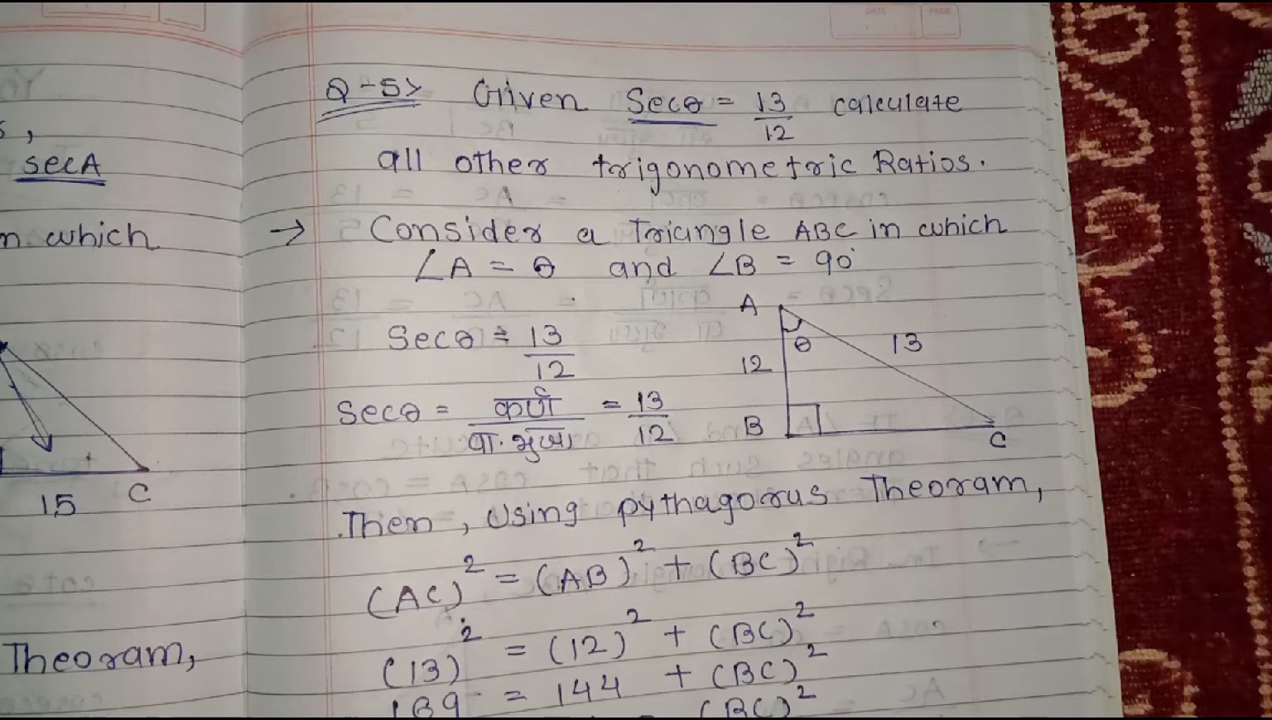 s,
secA
n which
15 C
Theoram,
Q-5> Given Secθ = 13/12 calculate
all other trigonometric Ratios.
→ Consider a Triangle ABC in which
∠A = θ and ∠B = 90°
Secθ = 13/12
Secθ = कर्ण/पा.भुजा = 13/12
A
θ
12 13
B C
Then, Using pythagorus Theoram,
(AC)² = (AB)² + (BC)²
(13)² = (12)² + (BC)²
169 = 144 + (BC)²
(BC)²